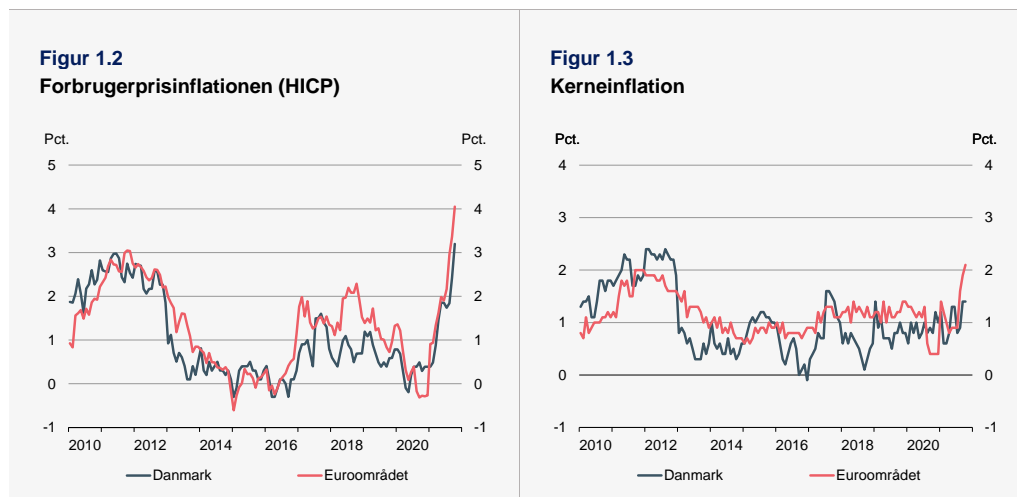 Figur 1.2
Forbrugerprisinflationen (HICP)
Pct. Pct.
5 5
4 4
3 3
2 2
1 1
0 0
-1 -1
2010 2012 2014 2016 2018 2020
Danmark Euroområdet
Figur 1.3
Kerneinflation
Pct. Pct.
4 4
3 3
2 2
1 1
0 0
-1 -1
2010 2012 2014 2016 2018 2020
Danmark Euroområdet